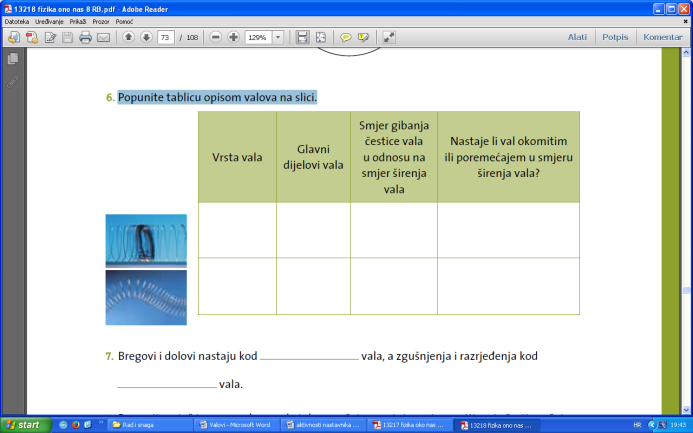 13218 fizika ono nas 8 RB.pdf - Adobe Reader
Datoteka Uređivanje Prikaži Prozor Pomoć
73 / 108 129% Alati Potpis Komentar
6. Popunite tablicu opisom valova na slici.
Vrsta vala
Glavni
dijelovi vala
Smjer gibanja
čestice vala
u odnosu na
smjer širenja
vala
Nastaje li val okomitim
ili poremećajem u smjeru
širenja vala?
7. Bregovi i dolovi nastaju kod vala, a zgušnjenja i razrjeđenja kod
vala.
start Rad i snaga Valovi - Microsoft Word aktivnosti nastavnika ... 13217 fizika oko nas ... 13218 fizika ono nas ... HR 19:43